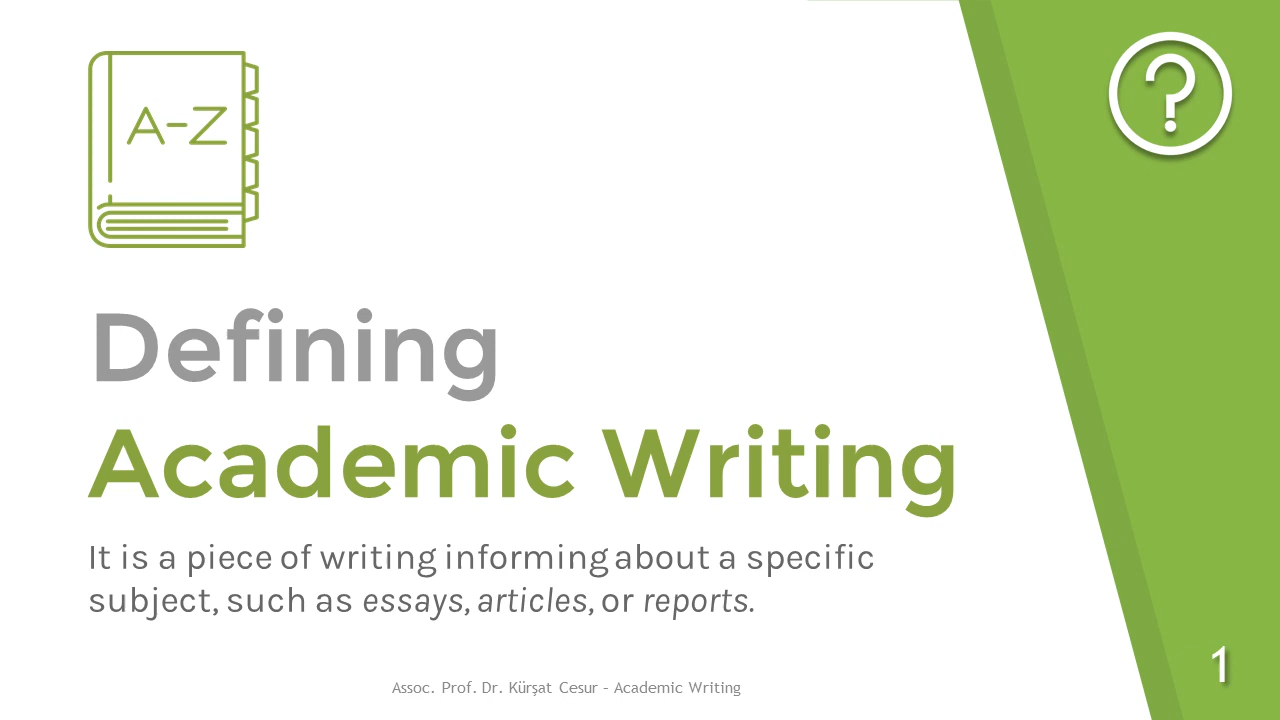 A-Z
?
Defining
Academic Writing
It is a piece of writing informing about a specific
subject, such as essays, articles, or reports.
Assoc. Prof. Dr. Kürşat Cesur - Academic Writing
1